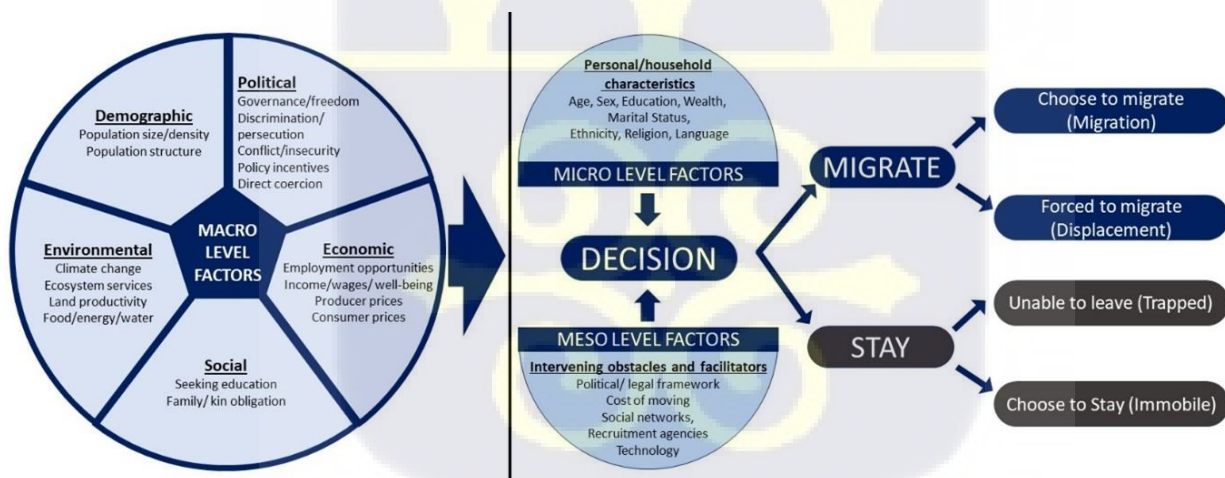 Demographic
Population size/density
Population structure
Political
Governance/freedom
Discrimination/
persecution
Conflict/insecurity
Policy incentives
Direct coercion
Environmental
Climate change
Ecosystem services
Land productivity
Food/energy/water
MACRO
LEVEL
FACTORS
Economic
Employment opportunities
Income/wages/ well-being
Producer prices
Consumer prices
Social
Seeking education
Family/ kin obligation
Personal/household
characteristics
Age, Sex, Education, Wealth,
Marital Status,
Ethnicity, Religion, Language
MICRO LEVEL FACTORS
DECISION
MESO LEVEL FACTORS
Intervening obstacles and facilitators
Political/ legal framework
Cost of moving
Social networks,
Recruitment agencies
Technology
MIGRATE
STAY
Choose to migrate
(Migration)
Forced to migrate
(Displacement)
Unable to leave (Trapped)
Choose to Stay (Immobile)